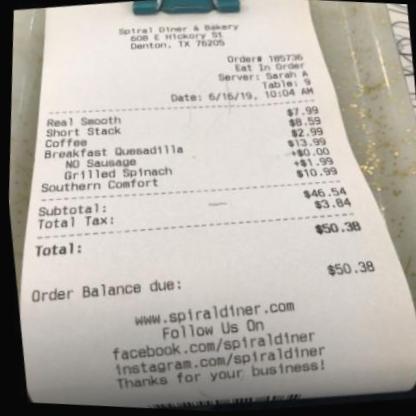 Spiral Diner & Bakery
608 E Hickory St
Denton, TX 76205
Order# 185736
Eat In Order
Server: Sarah A
Table: 9
Date: 6/16/19, 10:04 AM
Real Smooth $7.99
Short Stack $8.59
Coffee $2.99
Breakfast Quesadilla $13.99
NO Sausage +$0.00
Grilled Spinach +$1.99
Southern Comfort $10.99
Subtotal: $46.54
Total Tax: $3.84
Total: $50.38
Order Balance due: $50.38
www.spiraldiner.com
Follow Us On
facebook.com/spiraldiner
instagram.com/spiraldiner
Thanks for your business!